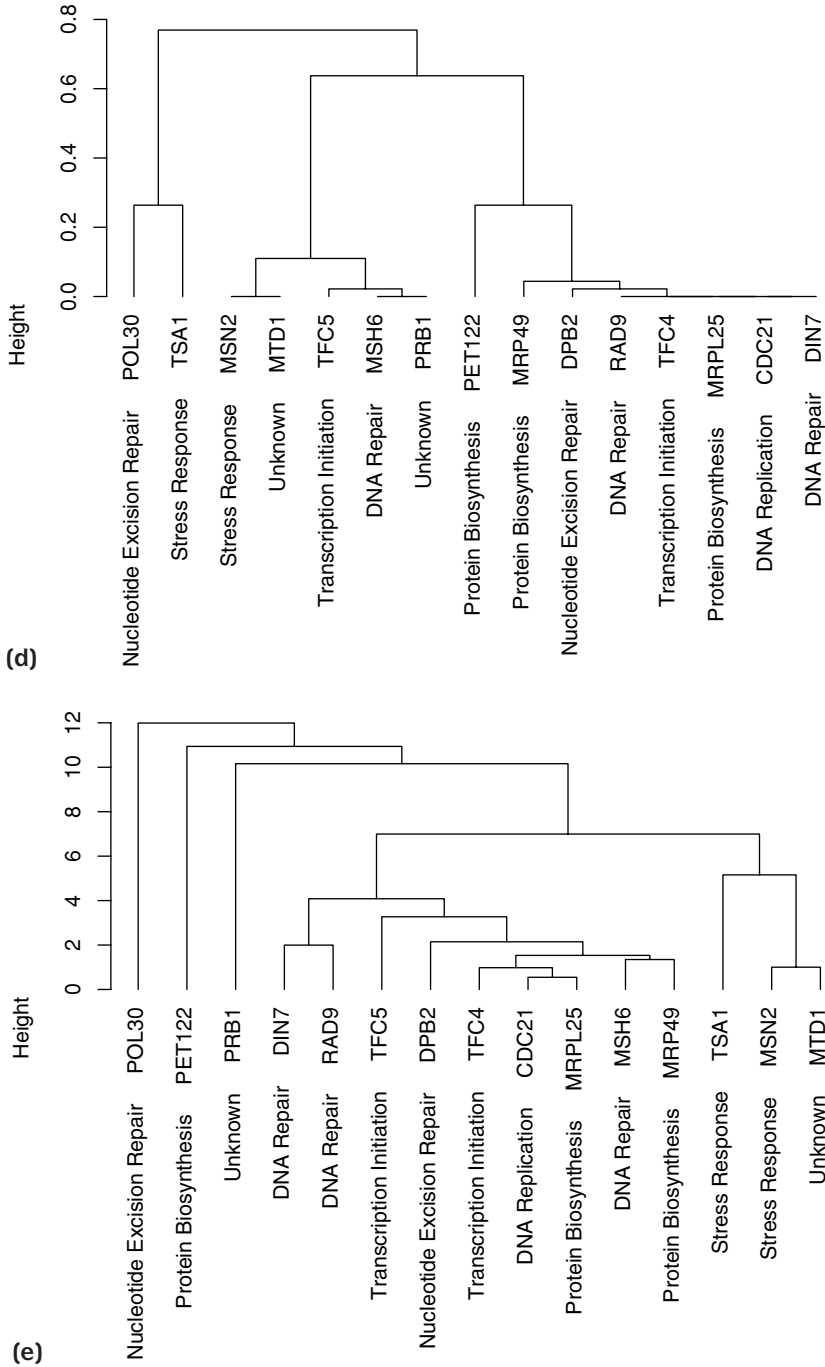 0.8
0.6
0.4
0.2
0.0
Height
POL30
TSA1
MSN2
MTD1
TFC5
MSH6
PRB1
PET122
MRP49
DPB2
RAD9
TFC4
MRPL25
CDC21
DIN7
Nucleotide Excision Repair
Stress Response
Stress Response
Unknown
Transcription Initiation
DNA Repair
Unknown
Protein Biosynthesis
Protein Biosynthesis
Nucleotide Excision Repair
DNA Repair
Transcription Initiation
Protein Biosynthesis
DNA Replication
DNA Repair
(d)
12
10
8
6
4
2
0
Height
POL30
PET122
PRB1
DIN7
RAD9
TFC5
DPB2
TFC4
CDC21
MRPL25
MSH6
MRP49
TSA1
MSN2
MTD1
Nucleotide Excision Repair
Protein Biosynthesis
Unknown
DNA Repair
DNA Repair
Transcription Initiation
Nucleotide Excision Repair
Transcription Initiation
DNA Replication
Protein Biosynthesis
DNA Repair
Protein Biosynthesis
Stress Response
Stress Response
Unknown
(e)